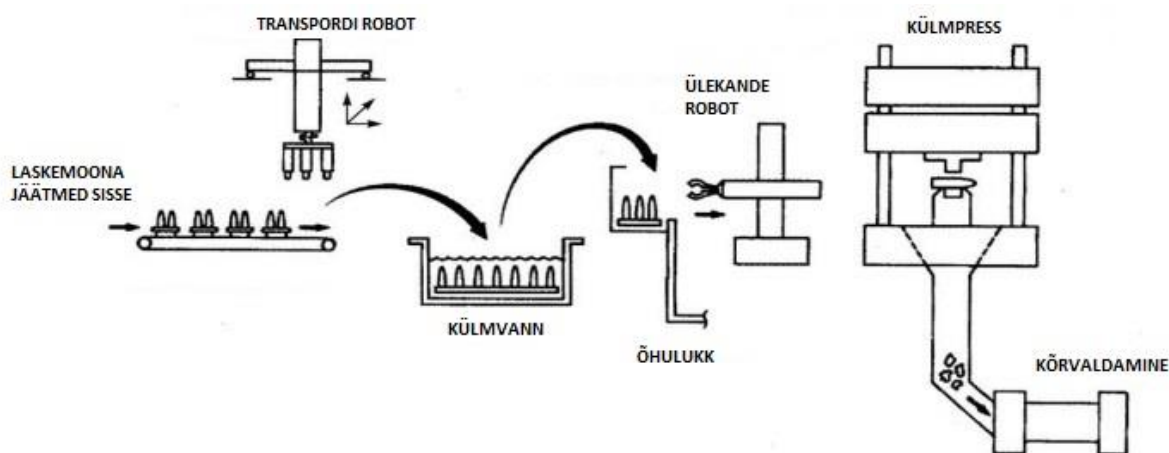 TRANSPORDI ROBOT
KÜLMPRESS
ÜLEKANDE
ROBOT
LASKEMOONA
JÄÄTMED SISSE
KÜLMVANN
ÕHULUKK
KÕRVALDAMINE